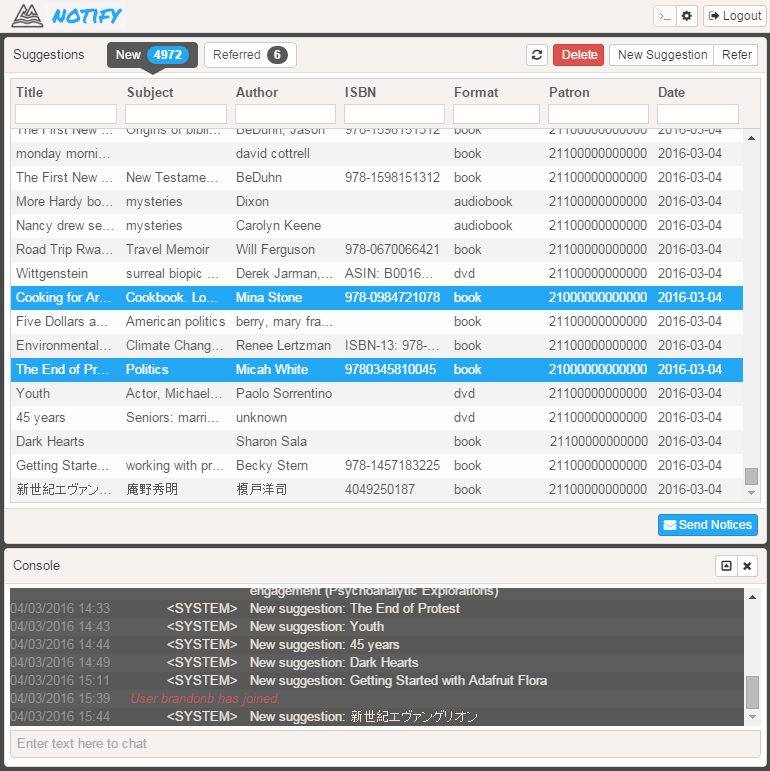 NOTIFY
>_ Logout
Suggestions New 4972 Referred 6 Delete New Suggestion Refer
Title Subject Author ISBN Format Patron Date
The First New ... Origins of bibli... BeDuhn, Jason 978-1598151312 book 21100000000000 2016-03-04
monday morni... david cottrell book 21100000000000 2016-03-04
The First New ... New Testame... BeDuhn 978-1598151312 book 21100000000000 2016-03-04
More Hardy bo... mysteries Dixon audiobook 21100000000000 2016-03-04
Nancy drew se... mysteries Carolyn Keene audiobook 21100000000000 2016-03-04
Road Trip Rwa... Travel Memoir Will Ferguson 978-0670066421 book 21100000000000 2016-03-04
Wittgenstein surreal biopic ... Derek Jarman,... ASIN: B0016... dvd 21100000000000 2016-03-04
Cooking for Ar... Cookbook. Lo... Mina Stone 978-0984721078 book 21000000000000 2016-03-04
Five Dollars a... American politics berry, mary fra... book 21100000000000 2016-03-04
Environmental... Climate Chang... Renee Lertzman ISBN-13: 978-... book 21100000000000 2016-03-04
The End of Pr... Politics Micah White 9780345810045 book 21000000000000 2016-03-04
Youth Actor, Michael... Paolo Sorrentino dvd 21100000000000 2016-03-04
45 years Seniors: marri... unknown dvd 21100000000000 2016-03-04
Dark Hearts Sharon Sala book 21100000000000 2016-03-04
Getting Starte... working with pr... Becky Stern 978-1457183225 book 21100000000000 2016-03-04
新世紀エヴァン... 庵野秀明 榎戸洋司 4049250187 book 21100000000000 2016-03-04
Send Notices
Console
engagement (Psychoanalytic Explorations)
04/03/2016 14:33 <SYSTEM> New suggestion: The End of Protest
04/03/2016 14:43 <SYSTEM> New suggestion: Youth
04/03/2016 14:44 <SYSTEM> New suggestion: 45 years
04/03/2016 14:49 <SYSTEM> New suggestion: Dark Hearts
04/03/2016 15:11 <SYSTEM> New suggestion: Getting Started with Adafruit Flora
04/03/2016 15:39 User brandonb has joined.
04/03/2016 15:44 <SYSTEM> New suggestion: 新世紀エヴァンゲリオン
Enter text here to chat